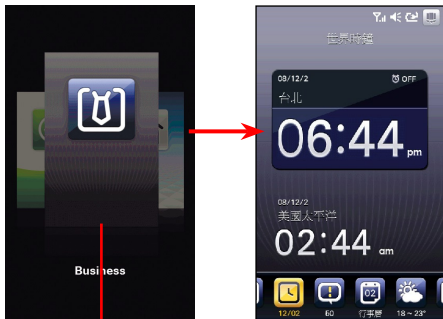 Business
世界時鐘
08/12/2
OFF
台北
06:44 pm
08/12/2
美國太平洋
02:44 am
02
12/02
60
行事曆
18 ~ 23°